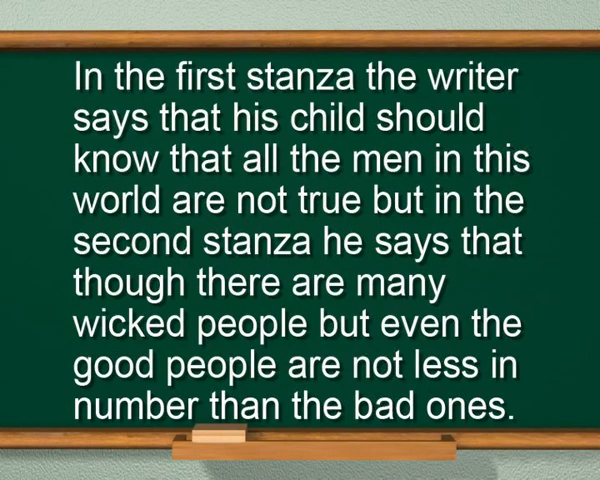 In the first stanza the writer
says that his child should
know that all the men in this
world are not true but in the
second stanza he says that
though there are many
wicked people but even the
good people are not less in
number than the bad ones.